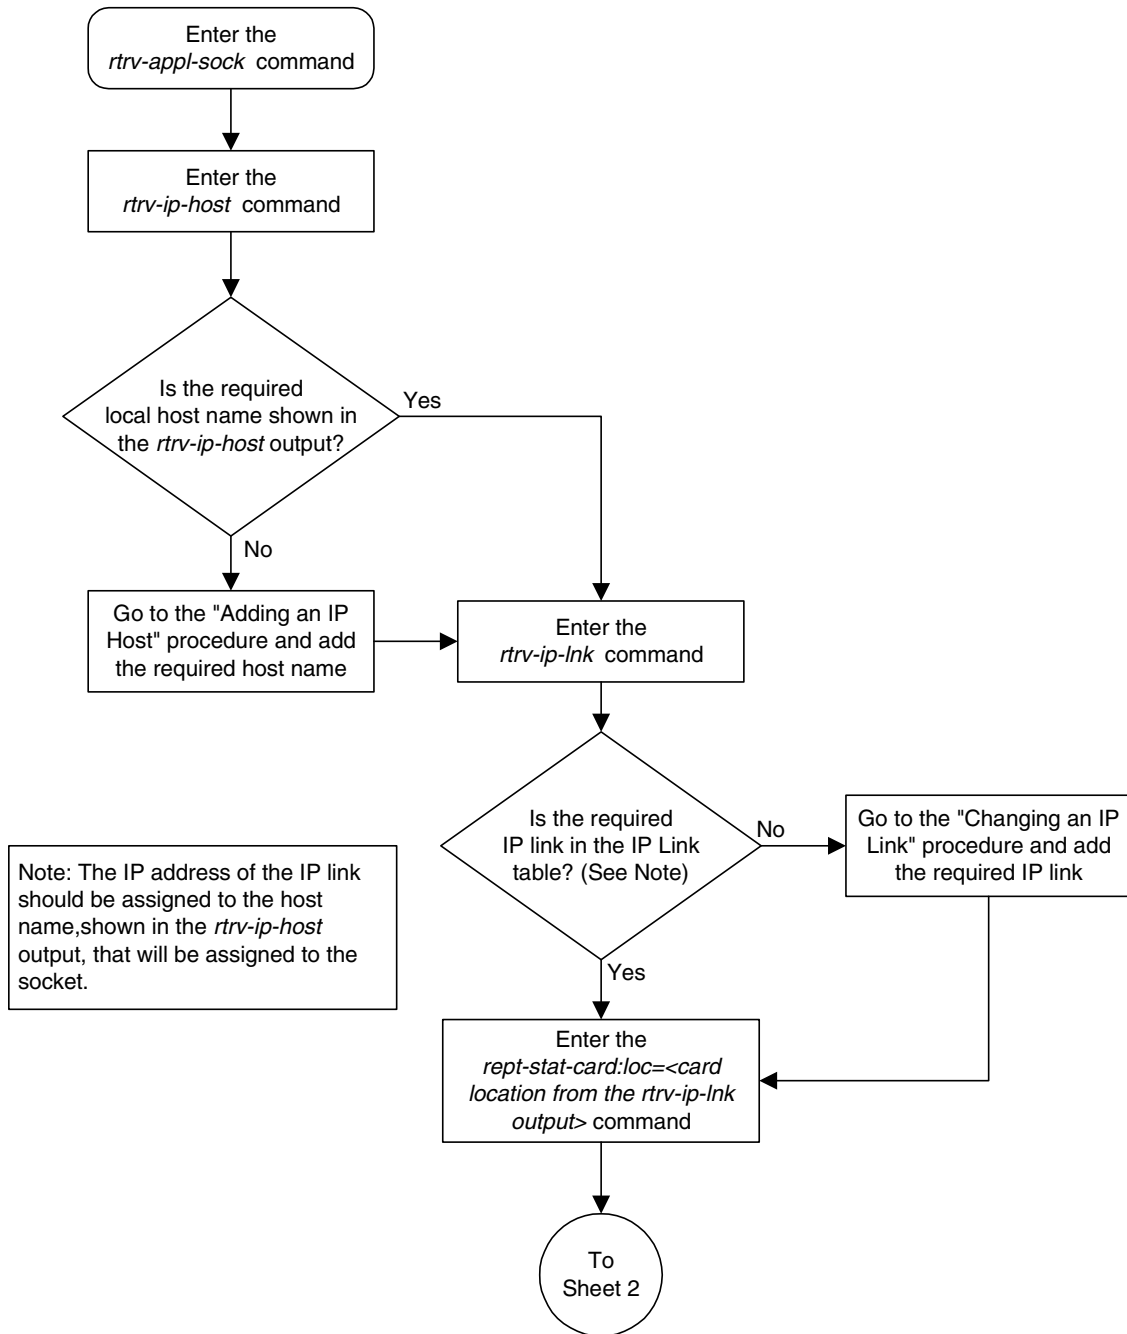 Enter the
rtrv-appl-sock command
Enter the
rtrv-ip-host command
Is the required
local host name shown in
the rtrv-ip-host output?
Yes
No
Go to the "Adding an IP
Host" procedure and add
the required host name
Enter the
rtrv-ip-lnk command
Is the required
IP link in the IP Link
table? (See Note)
No
Go to the "Changing an IP
Link" procedure and add
the required IP link
Note: The IP address of the IP link
should be assigned to the host
name,shown in the rtrv-ip-host
output, that will be assigned to the
socket.
Yes
Enter the
rept-stat-card:loc=<card
location from the rtrv-ip-lnk
output> command
To
Sheet 2